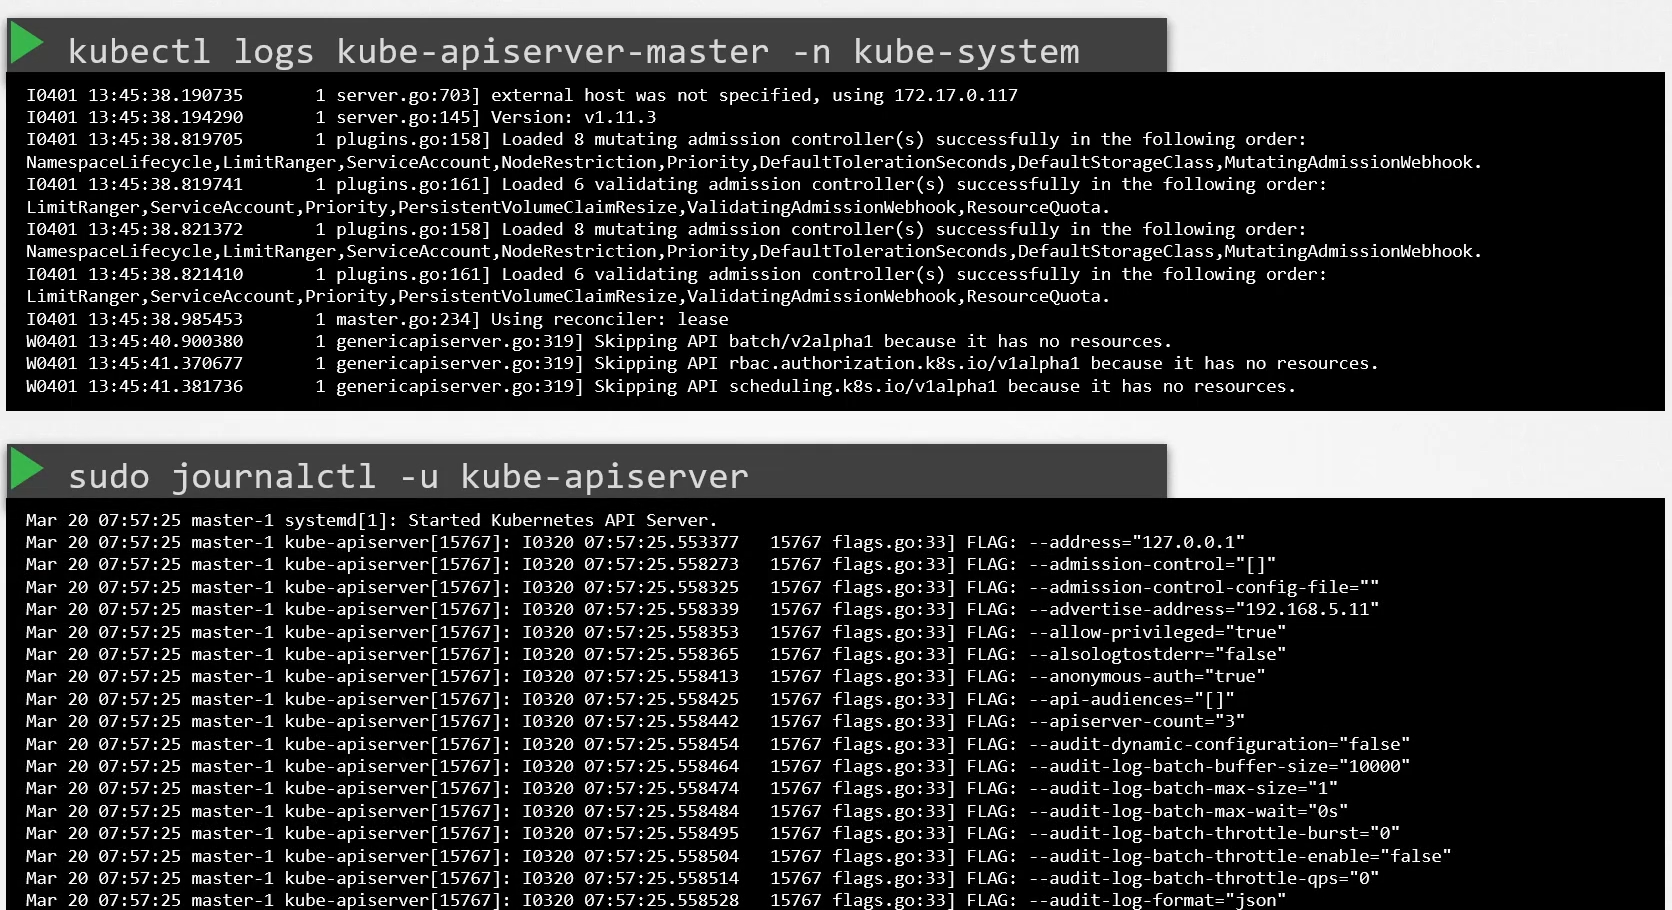 kubectl logs kube-apiserver-master -n kube-system
I0401 13:45:38.190735       1 server.go:703] external host was not specified, using 172.17.0.117
I0401 13:45:38.194290       1 server.go:145] Version: v1.11.3
I0401 13:45:38.819705       1 plugins.go:158] Loaded 8 mutating admission controller(s) successfully in the following order:
NamespaceLifecycle,LimitRanger,ServiceAccount,NodeRestriction,Priority,DefaultTolerationSeconds,DefaultStorageClass,MutatingAdmissionWebhook.
I0401 13:45:38.819741       1 plugins.go:161] Loaded 6 validating admission controller(s) successfully in the following order:
LimitRanger,ServiceAccount,Priority,PersistentVolumeClaimResize,ValidatingAdmissionWebhook,ResourceQuota.
I0401 13:45:38.821372       1 plugins.go:158] Loaded 8 mutating admission controller(s) successfully in the following order:
NamespaceLifecycle,LimitRanger,ServiceAccount,NodeRestriction,Priority,DefaultTolerationSeconds,DefaultStorageClass,MutatingAdmissionWebhook.
I0401 13:45:38.821410       1 plugins.go:161] Loaded 6 validating admission controller(s) successfully in the following order:
LimitRanger,ServiceAccount,Priority,PersistentVolumeClaimResize,ValidatingAdmissionWebhook,ResourceQuota.
I0401 13:45:38.985453       1 master.go:234] Using reconciler: lease
W0401 13:45:40.900380       1 genericapiserver.go:319] Skipping API batch/v2alpha1 because it has no resources.
W0401 13:45:41.370677       1 genericapiserver.go:319] Skipping API rbac.authorization.k8s.io/v1alpha1 because it has no resources.
W0401 13:45:41.381736       1 genericapiserver.go:319] Skipping API scheduling.k8s.io/v1alpha1 because it has no resources.
sudo journalctl -u kube-apiserver
Mar 20 07:57:25 master-1 systemd[1]: Started Kubernetes API Server.
Mar 20 07:57:25 master-1 kube-apiserver[15767]: I0320 07:57:25.553377   15767 flags.go:33] FLAG: --address="127.0.0.1"
Mar 20 07:57:25 master-1 kube-apiserver[15767]: I0320 07:57:25.558273   15767 flags.go:33] FLAG: --admission-control="[]"
Mar 20 07:57:25 master-1 kube-apiserver[15767]: I0320 07:57:25.558325   15767 flags.go:33] FLAG: --admission-control-config-file=""
Mar 20 07:57:25 master-1 kube-apiserver[15767]: I0320 07:57:25.558339   15767 flags.go:33] FLAG: --advertise-address="192.168.5.11"
Mar 20 07:57:25 master-1 kube-apiserver[15767]: I0320 07:57:25.558353   15767 flags.go:33] FLAG: --allow-privileged="true"
Mar 20 07:57:25 master-1 kube-apiserver[15767]: I0320 07:57:25.558365   15767 flags.go:33] FLAG: --alsologtostderr="false"
Mar 20 07:57:25 master-1 kube-apiserver[15767]: I0320 07:57:25.558413   15767 flags.go:33] FLAG: --anonymous-auth="true"
Mar 20 07:57:25 master-1 kube-apiserver[15767]: I0320 07:57:25.558425   15767 flags.go:33] FLAG: --api-audiences="[]"
Mar 20 07:57:25 master-1 kube-apiserver[15767]: I0320 07:57:25.558442   15767 flags.go:33] FLAG: --apiserver-count="3"
Mar 20 07:57:25 master-1 kube-apiserver[15767]: I0320 07:57:25.558454   15767 flags.go:33] FLAG: --audit-dynamic-configuration="false"
Mar 20 07:57:25 master-1 kube-apiserver[15767]: I0320 07:57:25.558464   15767 flags.go:33] FLAG: --audit-log-batch-buffer-size="10000"
Mar 20 07:57:25 master-1 kube-apiserver[15767]: I0320 07:57:25.558474   15767 flags.go:33] FLAG: --audit-log-batch-max-size="1"
Mar 20 07:57:25 master-1 kube-apiserver[15767]: I0320 07:57:25.558484   15767 flags.go:33] FLAG: --audit-log-batch-max-wait="0s"
Mar 20 07:57:25 master-1 kube-apiserver[15767]: I0320 07:57:25.558495   15767 flags.go:33] FLAG: --audit-log-batch-throttle-burst="0"
Mar 20 07:57:25 master-1 kube-apiserver[15767]: I0320 07:57:25.558504   15767 flags.go:33] FLAG: --audit-log-batch-throttle-enable="false"
Mar 20 07:57:25 master-1 kube-apiserver[15767]: I0320 07:57:25.558514   15767 flags.go:33] FLAG: --audit-log-batch-throttle-qps="0"
Mar 20 07:57:25 master-1 kube-apiserver[15767]: I0320 07:57:25.558528   15767 flags.go:33] FLAG: --audit-log-format="json"